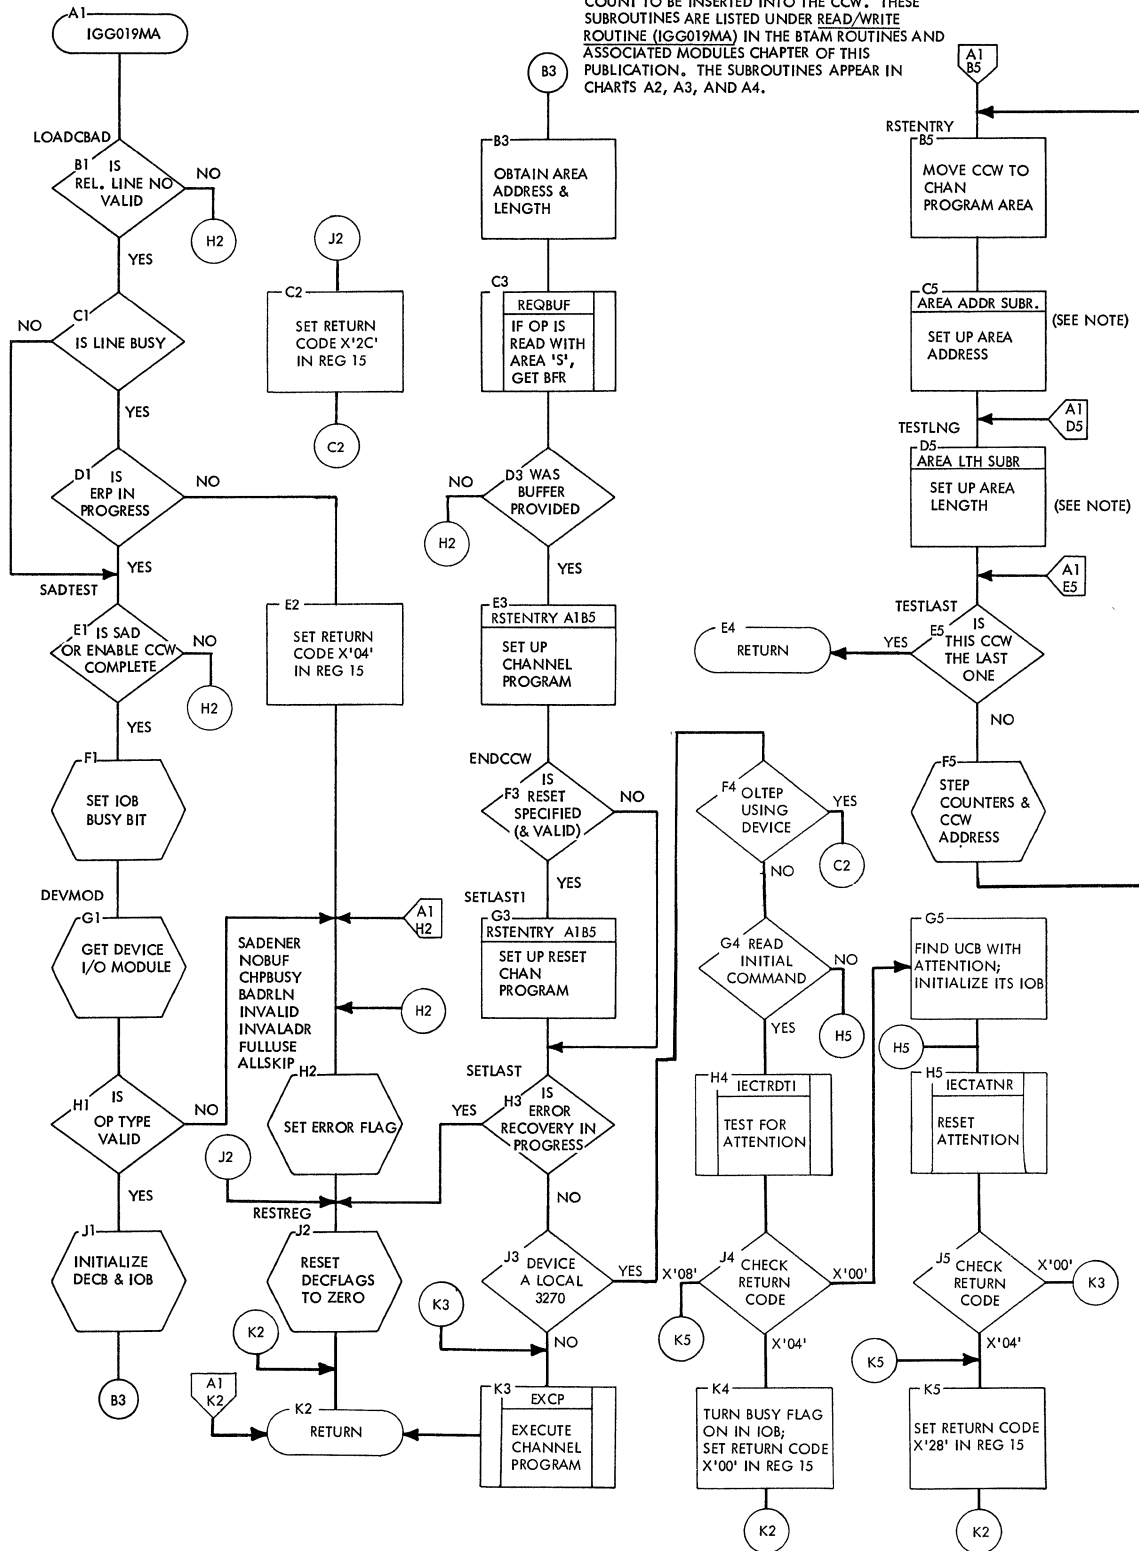 COUNT TO BE INSERTED INTO THE CCW. THESE
SUBROUTINES ARE LISTED UNDER READ/WRITE
ROUTINE (IGG019MA) IN THE BTAM ROUTINES AND
ASSOCIATED MODULES CHAPTER OF THIS
PUBLICATION. THE SUBROUTINES APPEAR IN
CHARTS A2, A3, AND A4.
A1
IGG019MA
LOADCBAD
B1 IS
REL. LINE NO
VALID
NO
H2
YES
C1
IS LINE BUSY
NO
YES
D1 IS
ERP IN
PROGRESS
NO
YES
SADTEST
E1 IS SAD
OR ENABLE CCW
COMPLETE
NO
H2
YES
F1
SET IOB
BUSY BIT
DEVMOD
G1
GET DEVICE
I/O MODULE
H1 IS
OP TYPE
VALID
NO
YES
J1
INITIALIZE
DECB & IOB
B3
J2
C2
SET RETURN
CODE X'2C'
IN REG 15
C2
E2
SET RETURN
CODE X'04'
IN REG 15
A1
H2
SADENER
NOBUF
CHPBUSY
BADRLN
INVALID
INVALADR
FULLUSE
ALLSKIP
H2
H2
SET ERROR FLAG
J2
RESTREG
J2
RESET
DECFLAGS
TO ZERO
K2
A1
K2
K2
RETURN
B3
B3
OBTAIN AREA
ADDRESS &
LENGTH
C3
REQBUF
IF OP IS
READ WITH
AREA 'S',
GET BFR
D3 WAS
BUFFER
PROVIDED
NO
H2
YES
E3
RSTENTRY A1B5
SET UP
CHANNEL
PROGRAM
ENDCCW
F3 IS
RESET
SPECIFIED
(& VALID)
NO
YES
SETLAST1
G3
RSTENTRY A1B5
SET UP RESET
CHAN
PROGRAM
SETLAST
H3 IS
ERROR
RECOVERY IN
PROGRESS
YES
NO
J3 DEVICE
A LOCAL
3270
YES
K3
NO
K3
EXCP
EXECUTE
CHANNEL
PROGRAM
F4 OLTEP
USING
DEVICE
YES
C2
NO
G4 READ
INITIAL
COMMAND
NO
H5
YES
H4
IECTRDTI
TEST FOR
ATTENTION
J4 CHECK
RETURN
CODE
X'08'
X'00'
K5
X'04'
K4
TURN BUSY FLAG
ON IN IOB;
SET RETURN CODE
X'00' IN REG 15
K2
A1
B5
RSTENTRY
B5
MOVE CCW TO
CHAN
PROGRAM AREA
C5
AREA ADDR SUBR.
SET UP AREA
ADDRESS
(SEE NOTE)
A1
D5
TESTLNG
D5
AREA LTH SUBR
SET UP AREA
LENGTH
(SEE NOTE)
A1
E5
TESTLAST
E5 IS
THIS CCW
THE LAST
ONE
YES
E4
RETURN
NO
F5
STEP
COUNTERS &
CCW
ADDRESS
G5
FIND UCB WITH
ATTENTION;
INITIALIZE ITS IOB
H5
H5
IECTATNR
RESET
ATTENTION
J5 CHECK
RETURN
CODE
X'00'
K3
X'04'
K5
K5
SET RETURN CODE
X'28' IN REG 15
K2